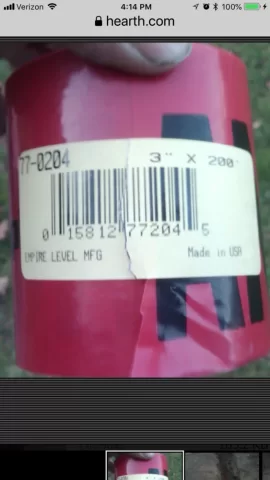 Verizon 4:14 PM 100%
hearth.com
77-0204 3" X 200'
0 15812 77204 5
EMPIRE LEVEL MFG Made in USA